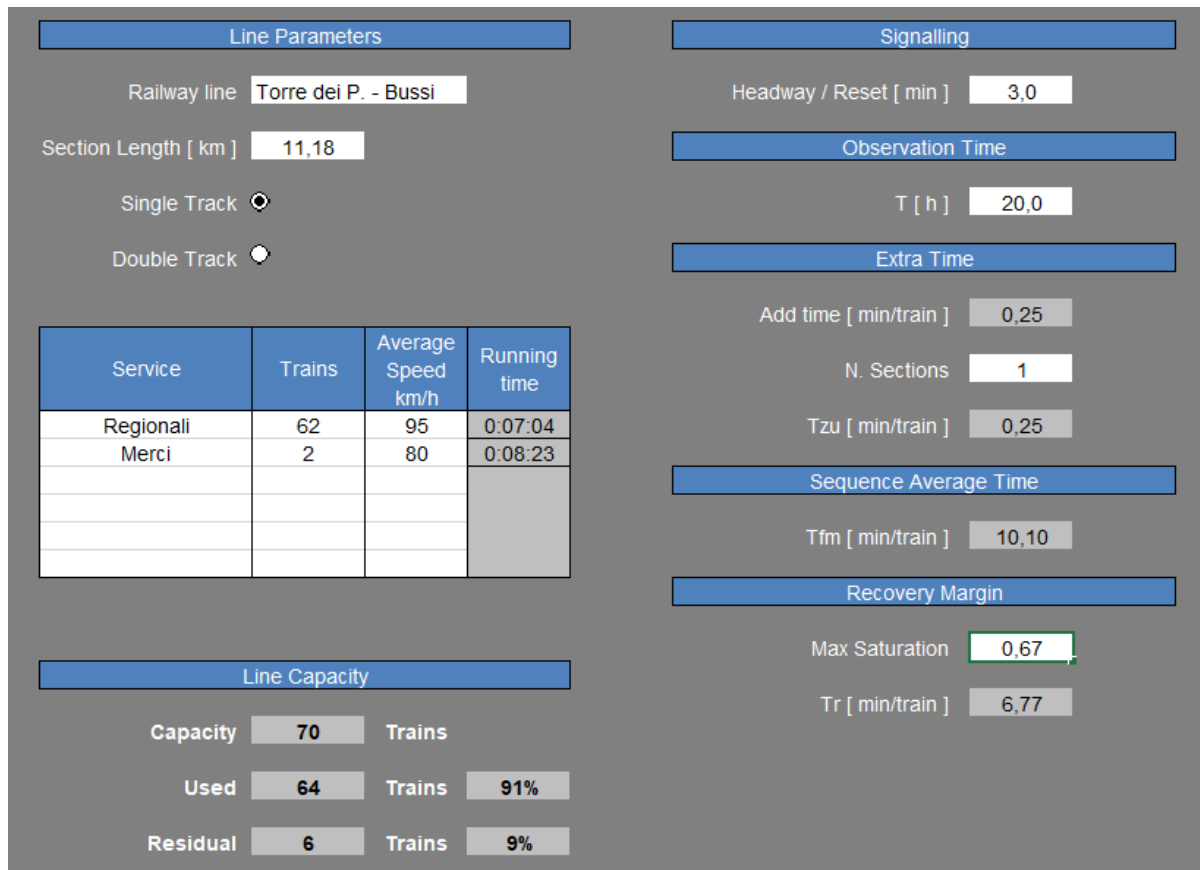 Line Parameters
Railway line Torre dei P. - Bussi
Section Length [ km ] 11,18
Single Track
Double Track
Service Trains Average Speed km/h Running time
Regionali 62 95 0:07:04
Merci 2 80 0:08:23
Line Capacity
Capacity 70 Trains
Used 64 Trains 91%
Residual 6 Trains 9%
Signalling
Headway / Reset [ min ] 3,0
Observation Time
T [ h ] 20,0
Extra Time
Add time [ min/train ] 0,25
N. Sections 1
Tzu [ min/train ] 0,25
Sequence Average Time
Tfm [ min/train ] 10,10
Recovery Margin
Max Saturation 0,67
Tr [ min/train ] 6,77